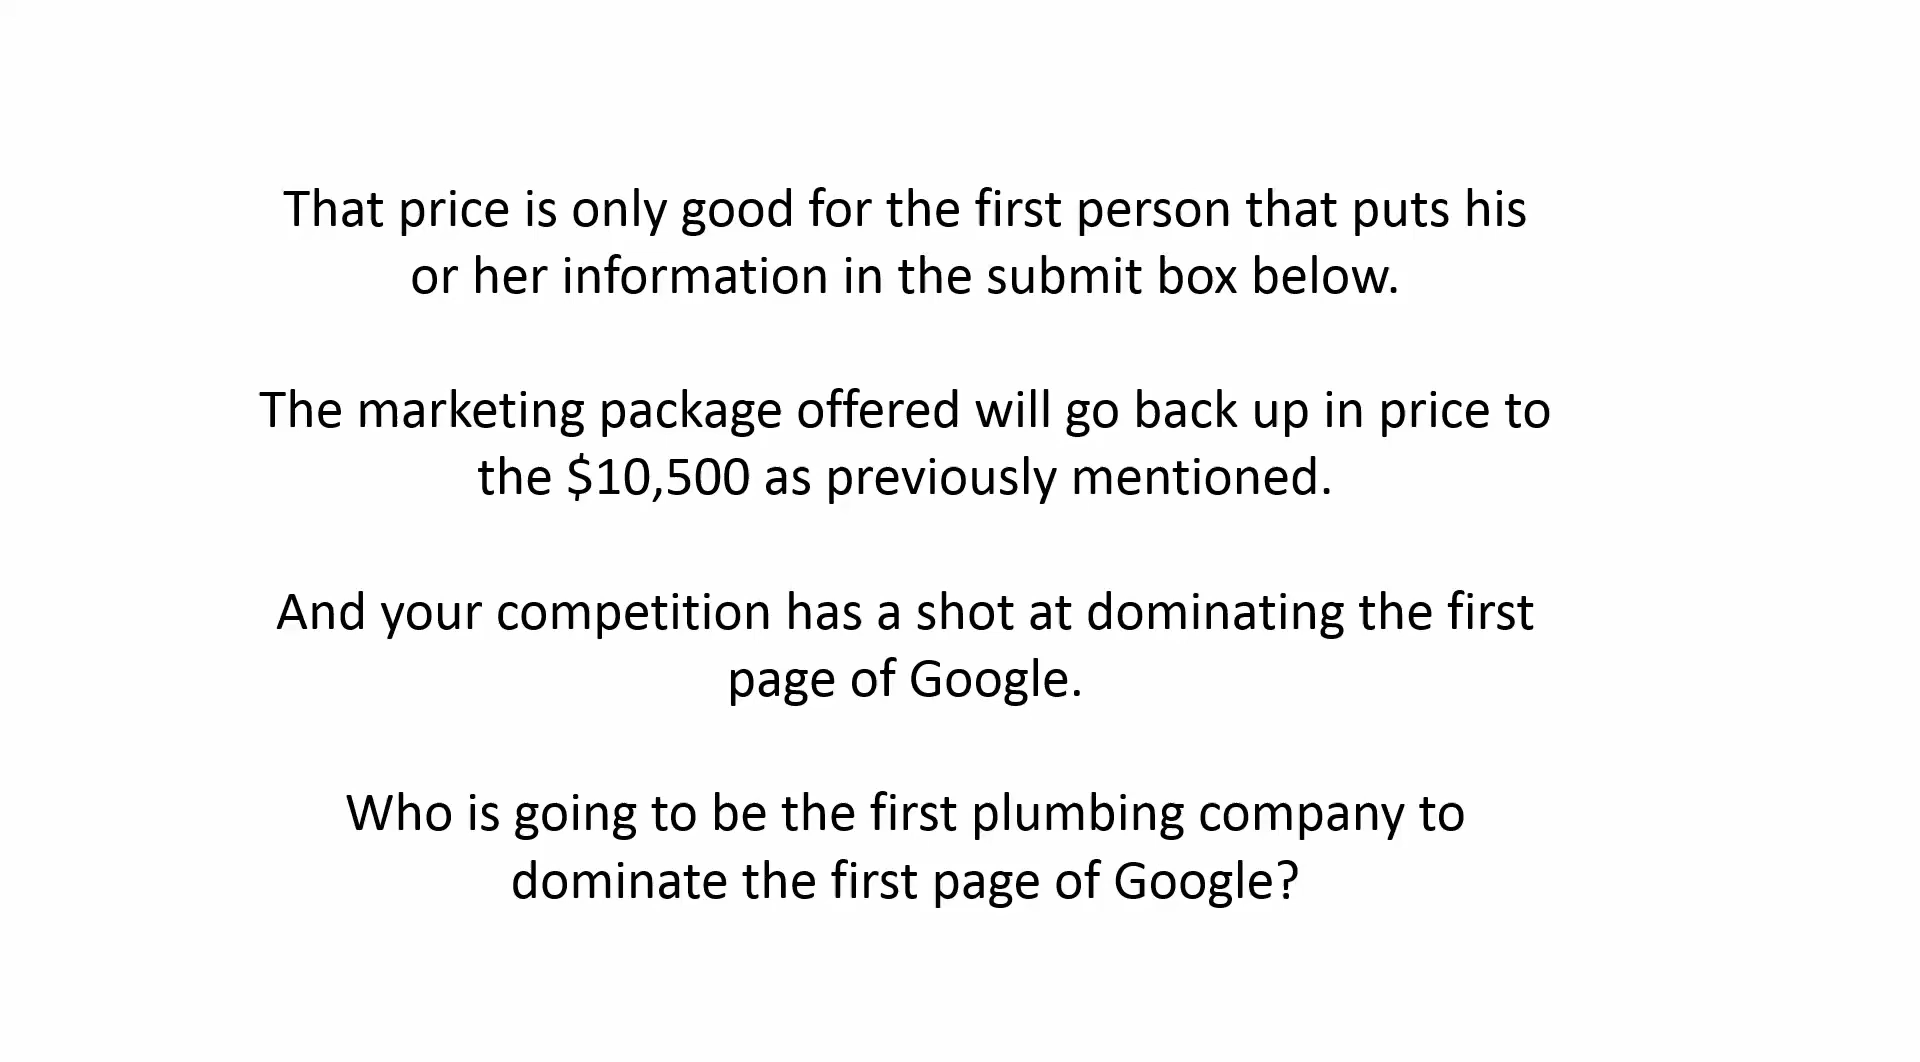 That price is only good for the first person that puts his
or her information in the submit box below.
The marketing package offered will go back up in price to
the $10,500 as previously mentioned.
And your competition has a shot at dominating the first
page of Google.
Who is going to be the first plumbing company to
dominate the first page of Google?